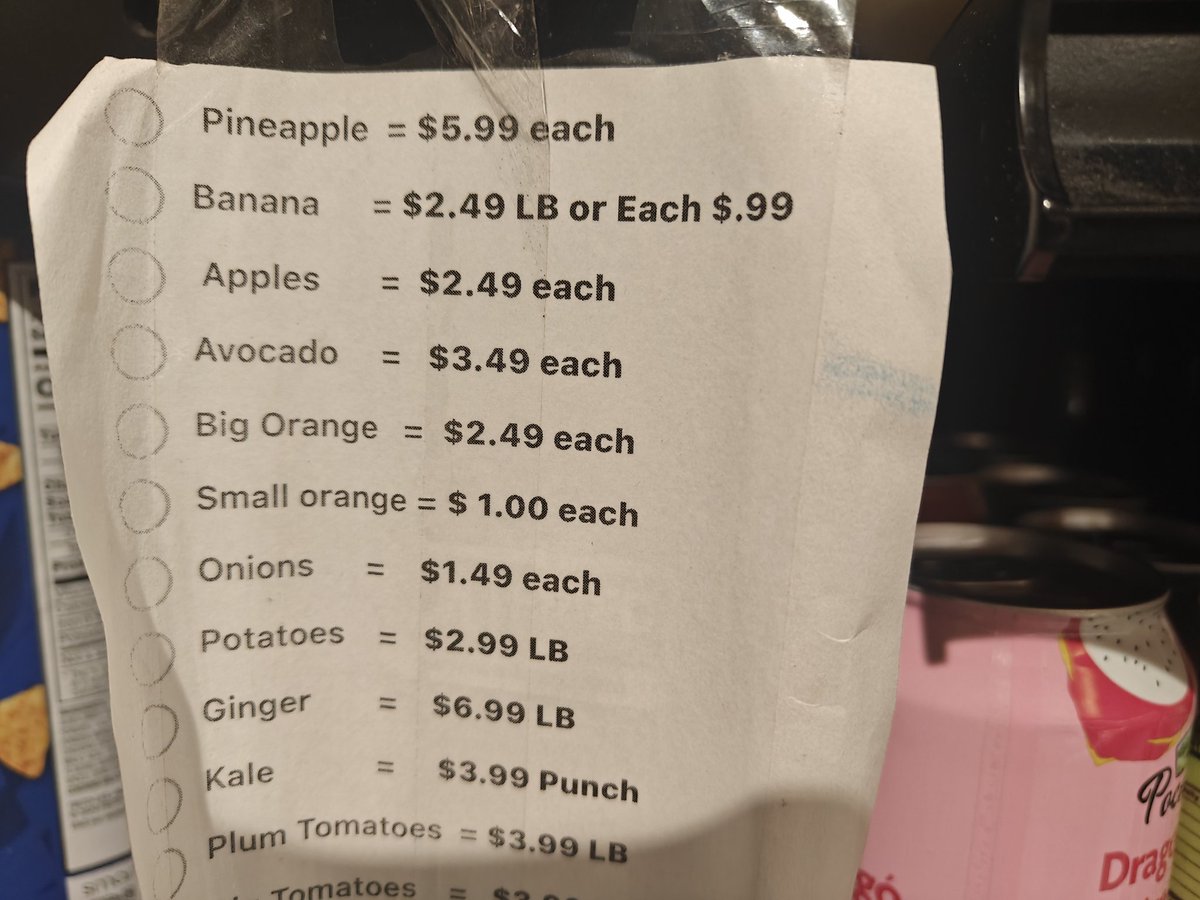 Pineapple = $5.99 each
Banana = $2.49 LB or Each $.99
Apples = $2.49 each
Avocado = $3.49 each
Big Orange = $2.49 each
Small orange = $ 1.00 each
Onions = $1.49 each
Potatoes = $2.99 LB
Ginger = $6.99 LB
Kale = $3.99 Punch
Plum Tomatoes = $3.99 LB
Tomatoes =